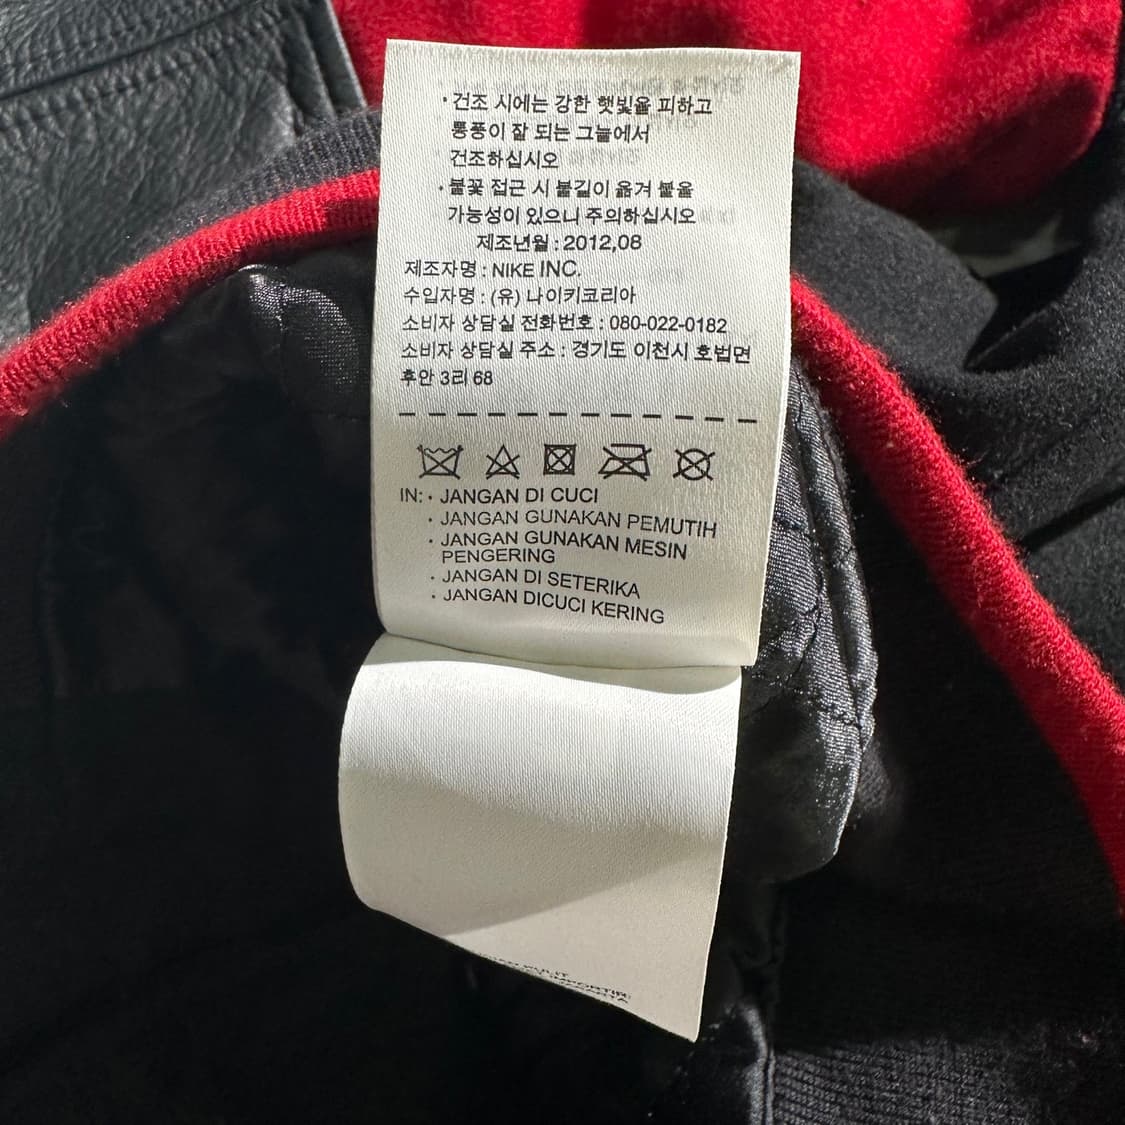 · 건조 시에는 강한 햇빛을 피하고
통풍이 잘 되는 그늘에서
건조하십시오
· 불꽃 접근 시 불길이 옮겨 붙을
가능성이 있으니 주의하십시오
제조년월 : 2012,08
제조자명 : NIKE INC.
수입자명 : (유) 나이키코리아
소비자 상담실 전화번호 : 080-022-0182
소비자 상담실 주소 : 경기도 이천시 호법면
후안 3리 68
IN: · JANGAN DI CUCI
· JANGAN GUNAKAN PEMUTIH
· JANGAN GUNAKAN MESIN
PENGERING
· JANGAN DI SETERIKA
· JANGAN DICUCI KERING
KULIT
IMPORTIR:
JAKARTA